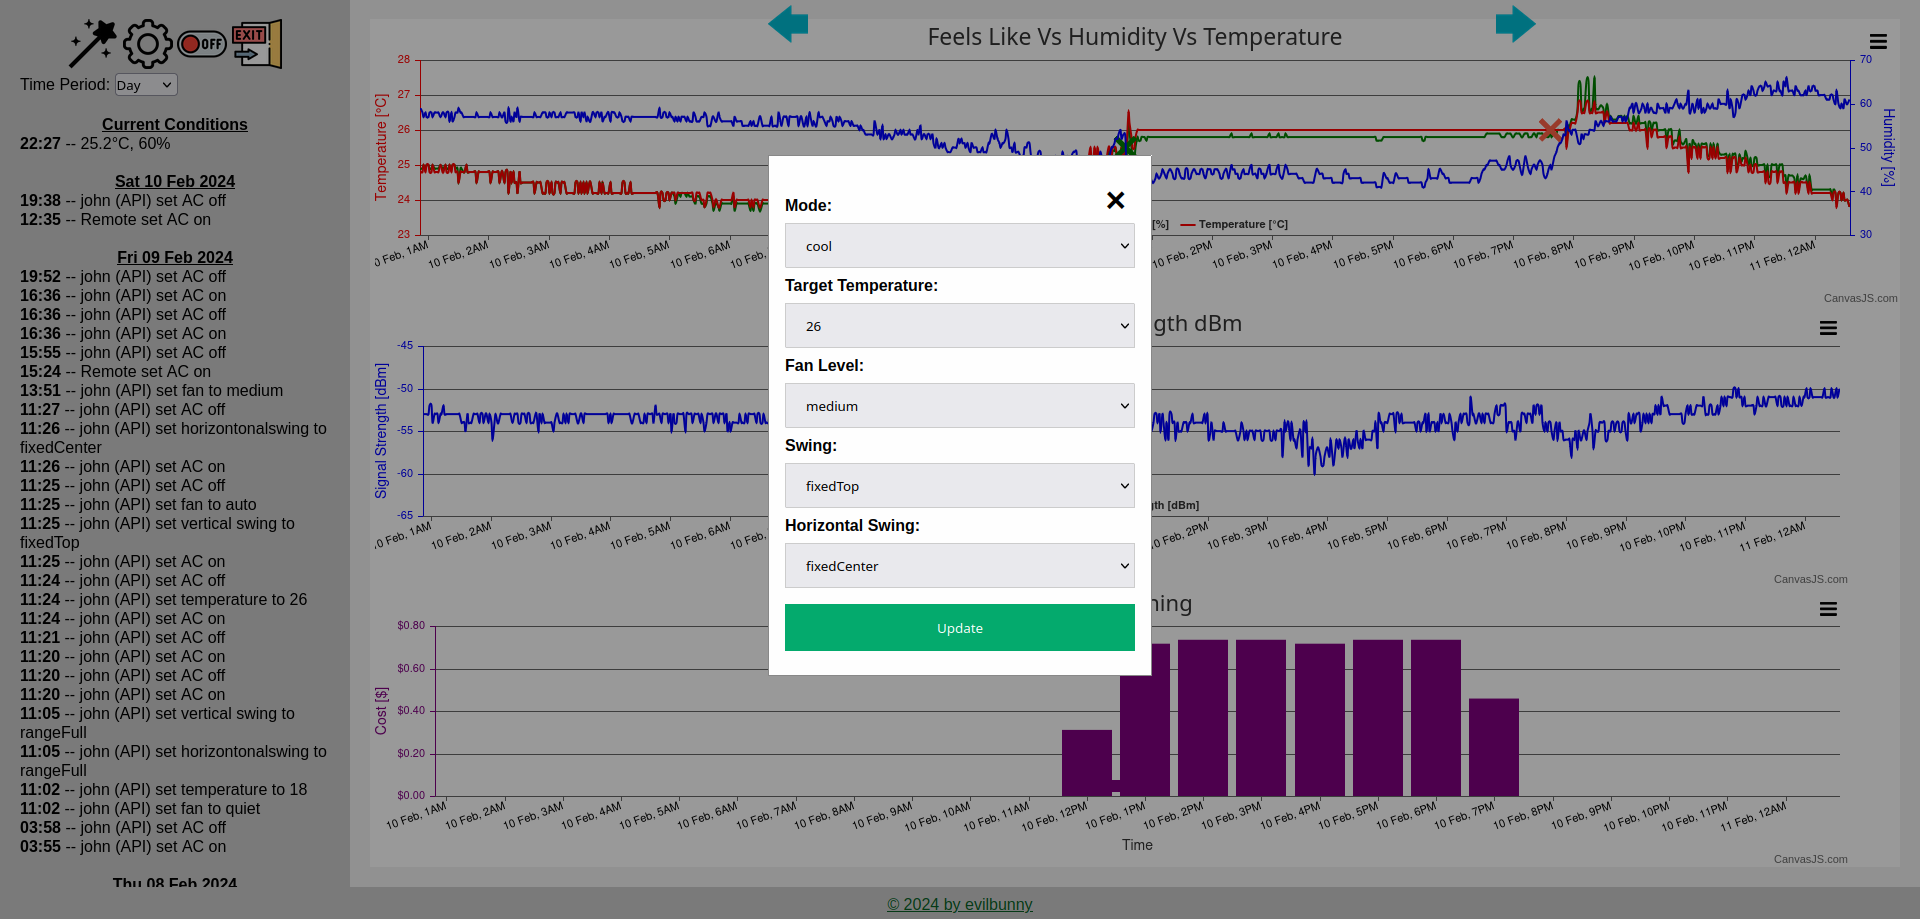 EXIT
OFF
Time Period: Day
Current Conditions
22:27 -- 25.2°C, 60%
Sat 10 Feb 2024
19:38 -- john (API) set AC off
12:35 -- Remote set AC on
Fri 09 Feb 2024
19:52 -- john (API) set AC off
16:36 -- john (API) set AC on
16:36 -- john (API) set AC off
16:36 -- john (API) set AC on
15:55 -- john (API) set AC off
15:24 -- Remote set AC on
13:51 -- john (API) set fan to medium
11:27 -- john (API) set AC off
11:26 -- john (API) set horizontonalswing to
fixedCenter
11:26 -- john (API) set AC on
11:25 -- john (API) set AC off
11:25 -- john (API) set fan to auto
11:25 -- john (API) set vertical swing to
fixedTop
11:25 -- john (API) set AC on
11:24 -- john (API) set AC off
11:24 -- john (API) set temperature to 26
11:24 -- john (API) set AC on
11:21 -- john (API) set AC off
11:20 -- john (API) set AC on
11:20 -- john (API) set AC off
11:20 -- john (API) set AC on
11:05 -- john (API) set vertical swing to
rangeFull
11:05 -- john (API) set horizontonalswing to
rangeFull
11:02 -- john (API) set temperature to 18
11:02 -- john (API) set fan to quiet
03:58 -- john (API) set AC off
03:55 -- john (API) set AC on
Thu 08 Feb 2024
Feels Like Vs Humidity Vs Temperature
Temperature [°C]
28
27
26
25
24
23
70
60
50
40
30
Humidity [%]
[%] Temperature [°C]
0 Feb, 1AM 10 Feb, 2AM 10 Feb, 3AM 10 Feb, 4AM 10 Feb, 5AM 10 Feb, 6AM 10 Feb, 10 Feb, 2PM 10 Feb, 3PM 10 Feb, 4PM 10 Feb, 5PM 10 Feb, 6PM 10 Feb, 7PM 10 Feb, 8PM 10 Feb, 9PM 10 Feb, 10PM 10 Feb, 11PM 11 Feb, 12AM
CanvasJS.com
gth dBm
Signal Strength [dBm]
-45
-50
-55
-60
-65
gth [dBm]
0 Feb, 1AM 10 Feb, 2AM 10 Feb, 3AM 10 Feb, 4AM 10 Feb, 5AM 10 Feb, 6AM 10 Feb, 0 Feb, 2PM 10 Feb, 3PM 10 Feb, 4PM 10 Feb, 5PM 10 Feb, 6PM 10 Feb, 7PM 10 Feb, 8PM 10 Feb, 9PM 10 Feb, 10PM 10 Feb, 11PM 11 Feb, 12AM
CanvasJS.com
ning
Cost [$]
$0.80
$0.60
$0.40
$0.20
$0.00
10 Feb, 1AM 10 Feb, 2AM 10 Feb, 3AM 10 Feb, 4AM 10 Feb, 5AM 10 Feb, 6AM 10 Feb, 7AM 10 Feb, 8AM 10 Feb, 9AM 10 Feb, 10AM 10 Feb, 11AM 10 Feb, 12PM 10 Feb, 1PM 10 Feb, 2PM 10 Feb, 3PM 10 Feb, 4PM 10 Feb, 5PM 10 Feb, 6PM 10 Feb, 7PM 10 Feb, 8PM 10 Feb, 9PM 10 Feb, 10PM 10 Feb, 11PM 11 Feb, 12AM
Time
CanvasJS.com
Mode:
cool
Target Temperature:
26
Fan Level:
medium
Swing:
fixedTop
Horizontal Swing:
fixedCenter
Update
© 2024 by evilbunny